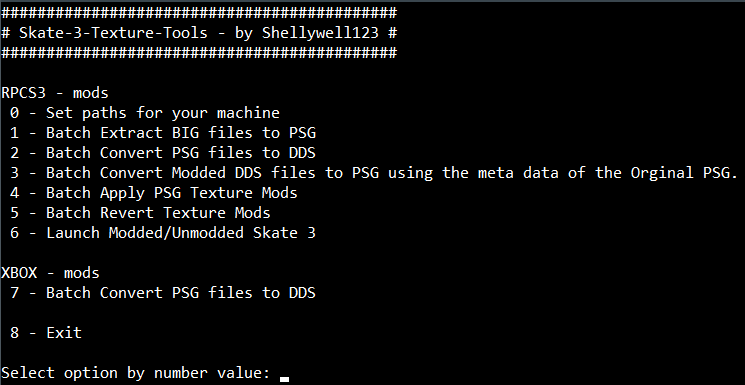 ############################################
# Skate-3-Texture-Tools - by Shellywell123 #
############################################
RPCS3 - mods
0 - Set paths for your machine
1 - Batch Extract BIG files to PSG
2 - Batch Convert PSG files to DDS
3 - Batch Convert Modded DDS files to PSG using the meta data of the Orginal PSG.
4 - Batch Apply PSG Texture Mods
5 - Batch Revert Texture Mods
6 - Launch Modded/Unmodded Skate 3
XBOX - mods
7 - Batch Convert PSG files to DDS
8 - Exit
Select option by number value: _